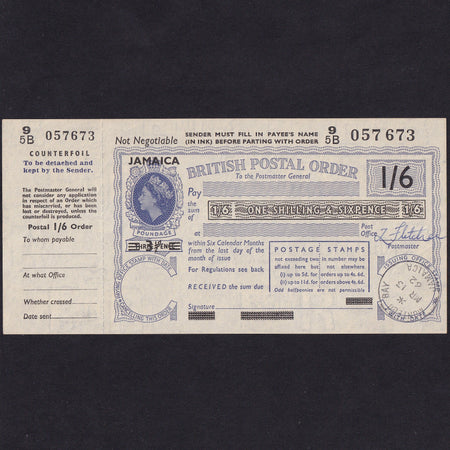 9
5B 057673
COUNTERFOIL
To be detached and
kept by the Sender.
The Postmaster General will
not consider any application
in respect of an Order which
has miscarried, or has been
lost or destroyed, unless the
counterfoil is produced.
Postal 1/6 Order
To whom payable
At what Office
Whether crossed
Date sent
Not Negotiable
SENDER MUST FILL IN PAYEE'S NAME
(IN INK) BEFORE PARTING WITH ORDER
9
5B 057673
JAMAICA
BRITISH POSTAL ORDER
To the Postmaster General
1/6
Pay
the sum of
1/6 ONE SHILLING & SIXPENCE 1/6
at
Post Office
POUNDAGE
Postmaster
within Six Calendar Months
from the last day of the
month of issue
For Regulations see back
RECEIVED the sum due
Signature
POSTAGE STAMPS
not exceeding two in number may be
affixed here but not elsewhere
(i) up to 5d. for orders up to 4s. 6d.
(ii) up to 11d. for orders above 4s. 6d.
Odd halfpennies are not permissible
ISSUING OFFICE STAMP
BAY
JAMAICA